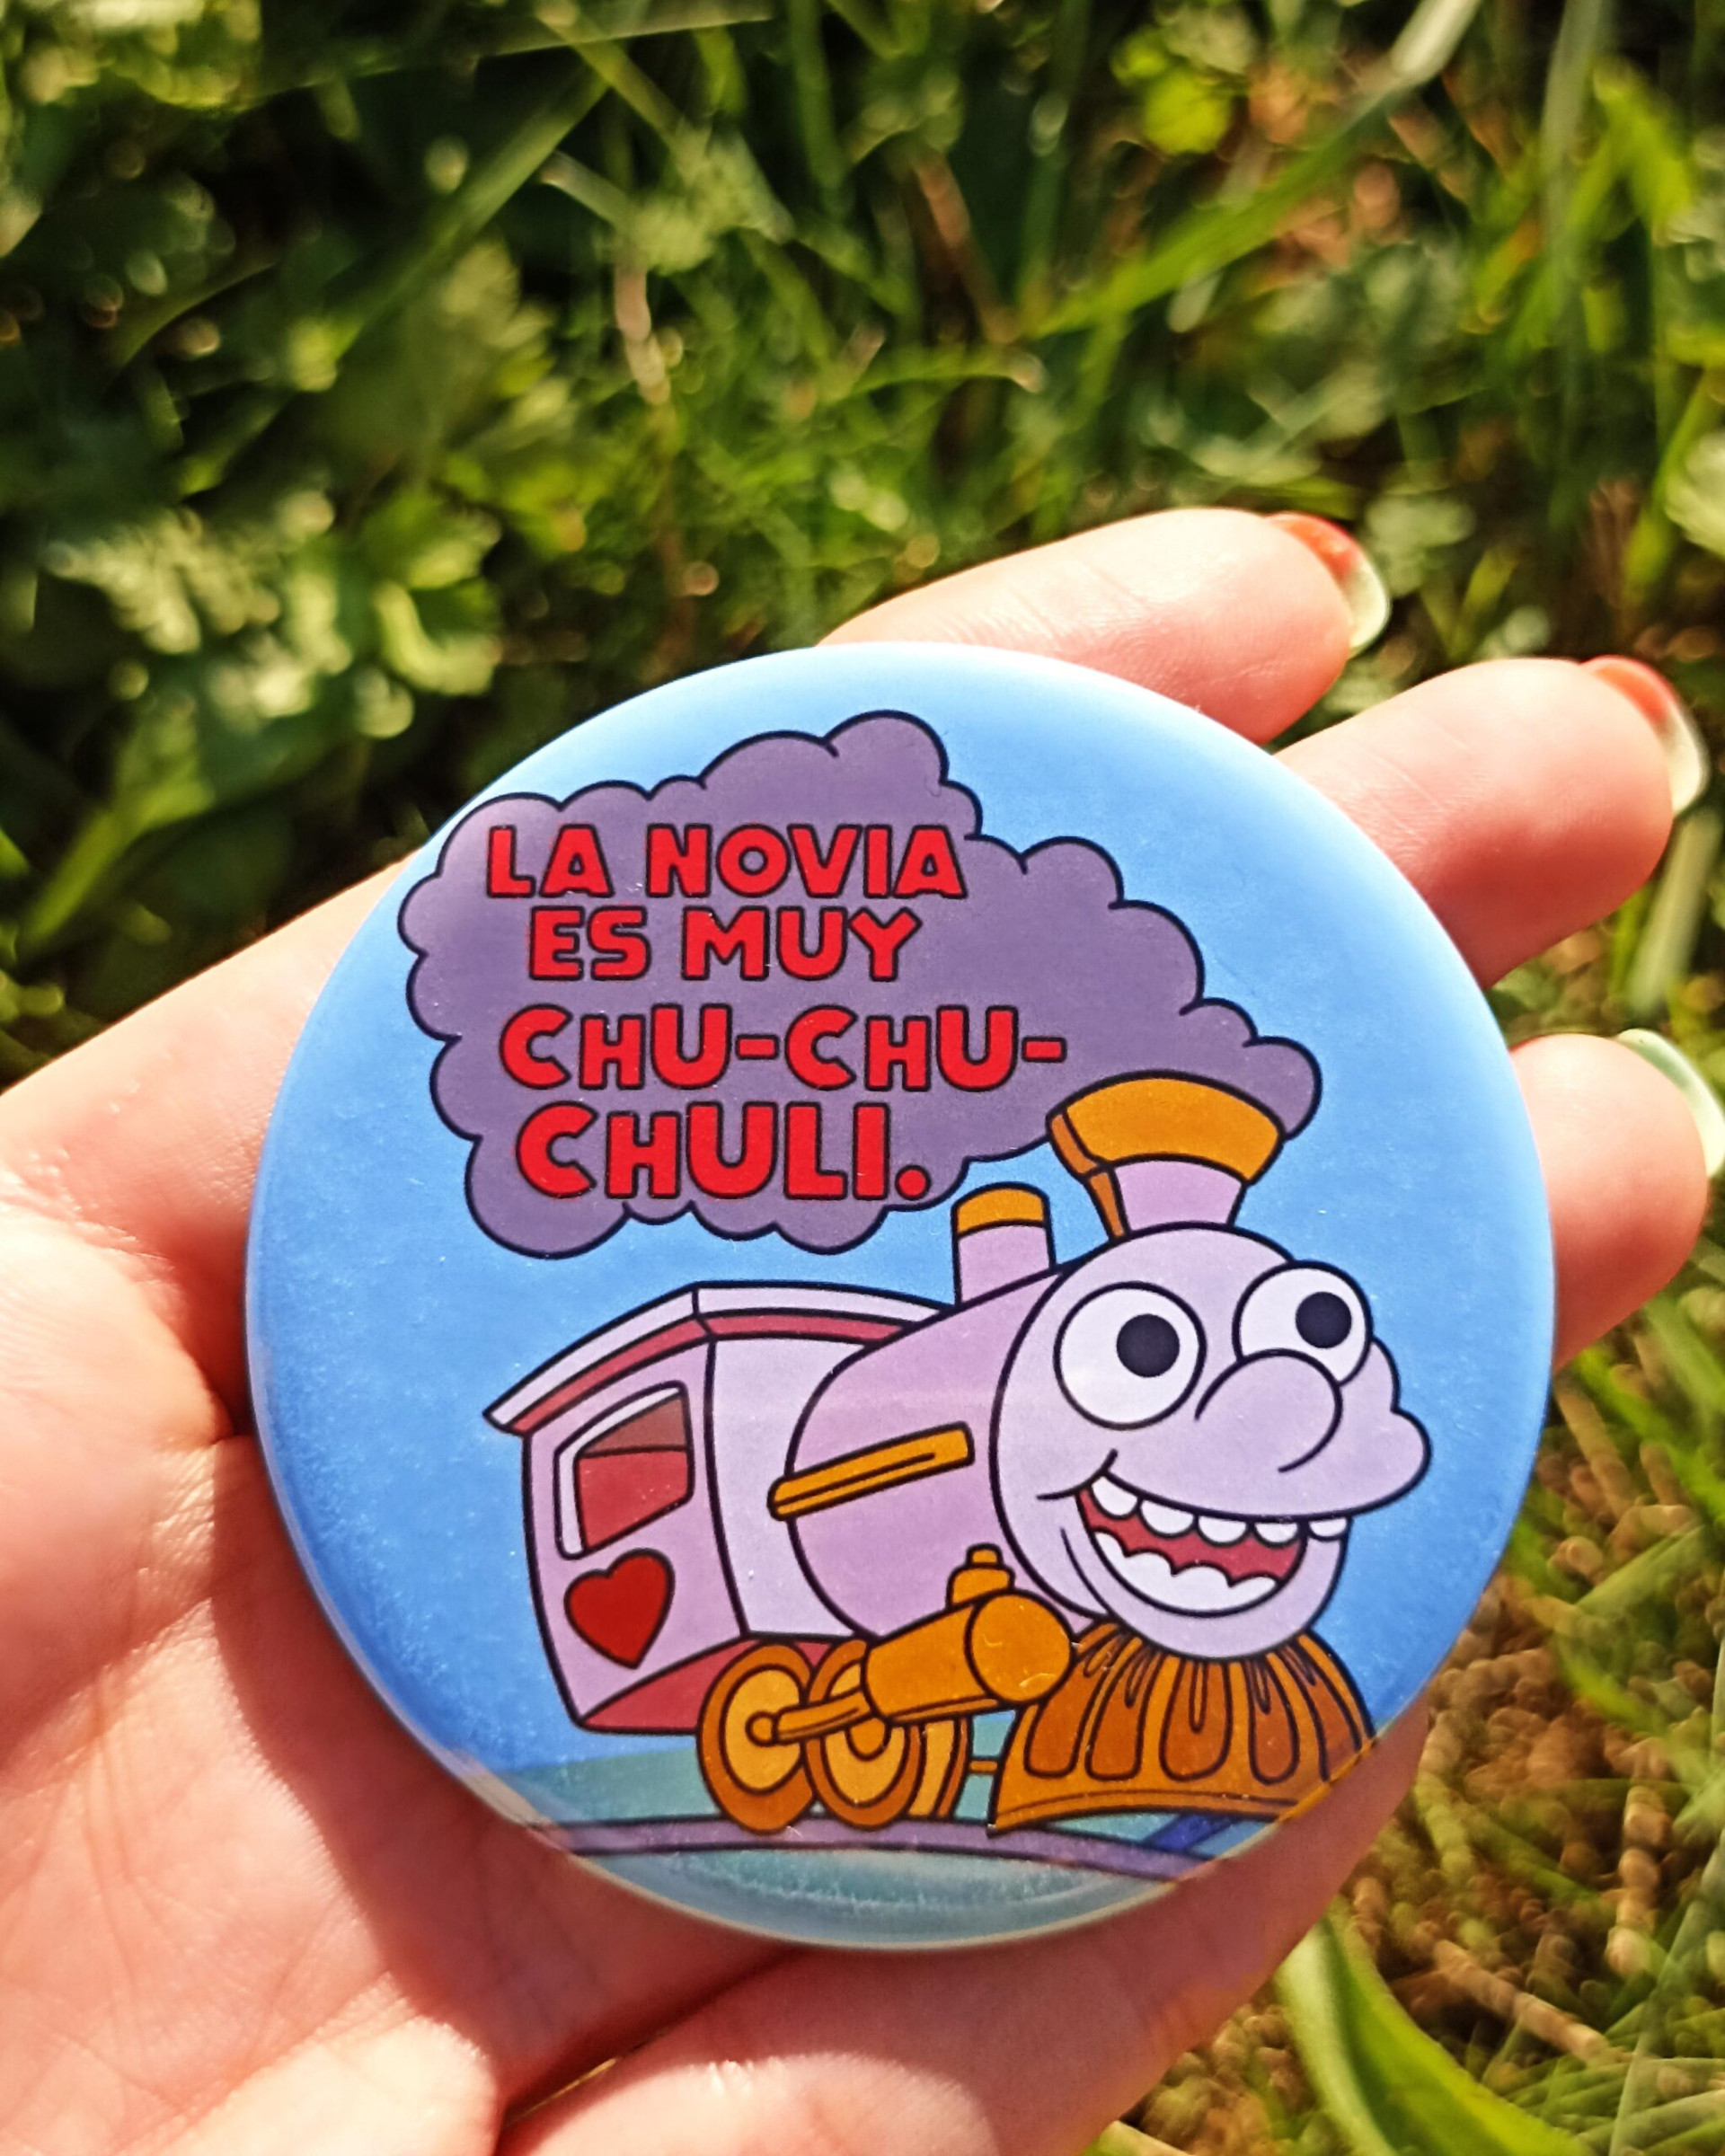 LA NOVIA
ES MUY
CHU-CHU-
CHULI.